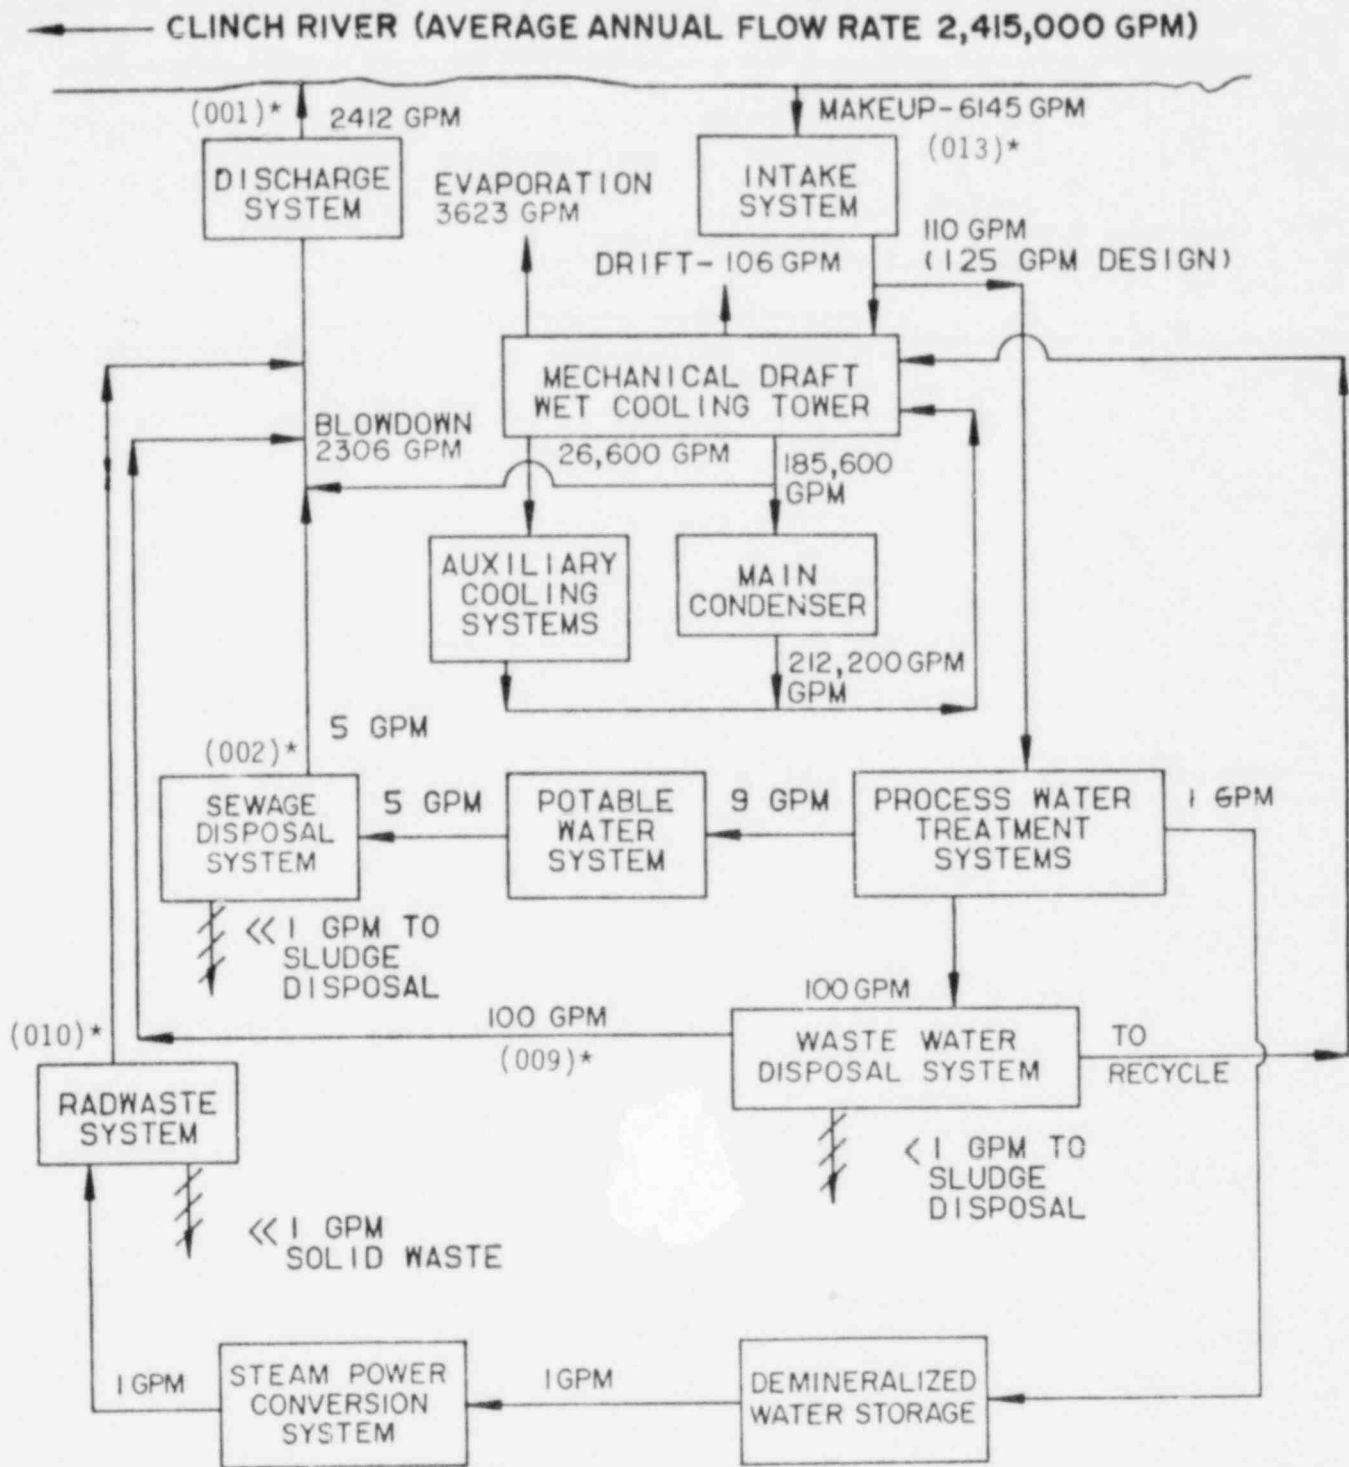 CLINCH RIVER (AVERAGE ANNUAL FLOW RATE 2,415,000 GPM)
(001)*
2412 GPM
MAKEUP-6145 GPM
(013)*
DISCHARGE
SYSTEM
EVAPORATION
3623 GPM
INTAKE
SYSTEM
110 GPM
(125 GPM DESIGN)
DRIFT-106 GPM
MECHANICAL DRAFT
WET COOLING TOWER
BLOWDOWN
2306 GPM
26,600 GPM
185,600
GPM
AUXILIARY
COOLING
SYSTEMS
MAIN
CONDENSER
212,200 GPM
GPM
5 GPM
(002)*
SEWAGE
DISPOSAL
SYSTEM
5 GPM
POTABLE
WATER
SYSTEM
9 GPM
PROCESS WATER
TREATMENT
SYSTEMS
1 GPM
<< 1 GPM TO
SLUDGE
DISPOSAL
100 GPM
100 GPM
(009)*
WASTE WATER
DISPOSAL SYSTEM
TO
RECYCLE
(010)*
RADWASTE
SYSTEM
< 1 GPM TO
SLUDGE
DISPOSAL
<< 1 GPM
SOLID WASTE
1 GPM
STEAM POWER
CONVERSION
SYSTEM
1 GPM
DEMINERALIZED
WATER STORAGE